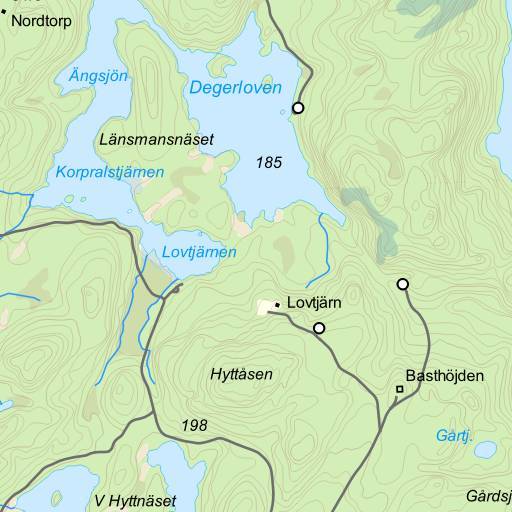 Nordtorp
Ängsjön
Degerloven
Länsmansnäset
185
Korpralstjärnen
Lovtjärnen
Lovtjärn
Hyttåsen
Basthöjden
198
Gårtj.
V Hyttnäset
Gårdsj